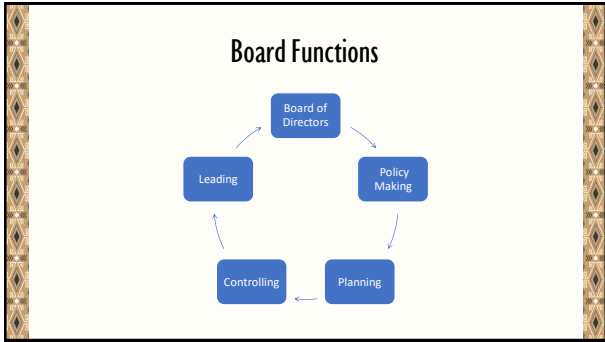 Board Functions
Board of
Directors
Policy
Making
Planning
Controlling
Leading